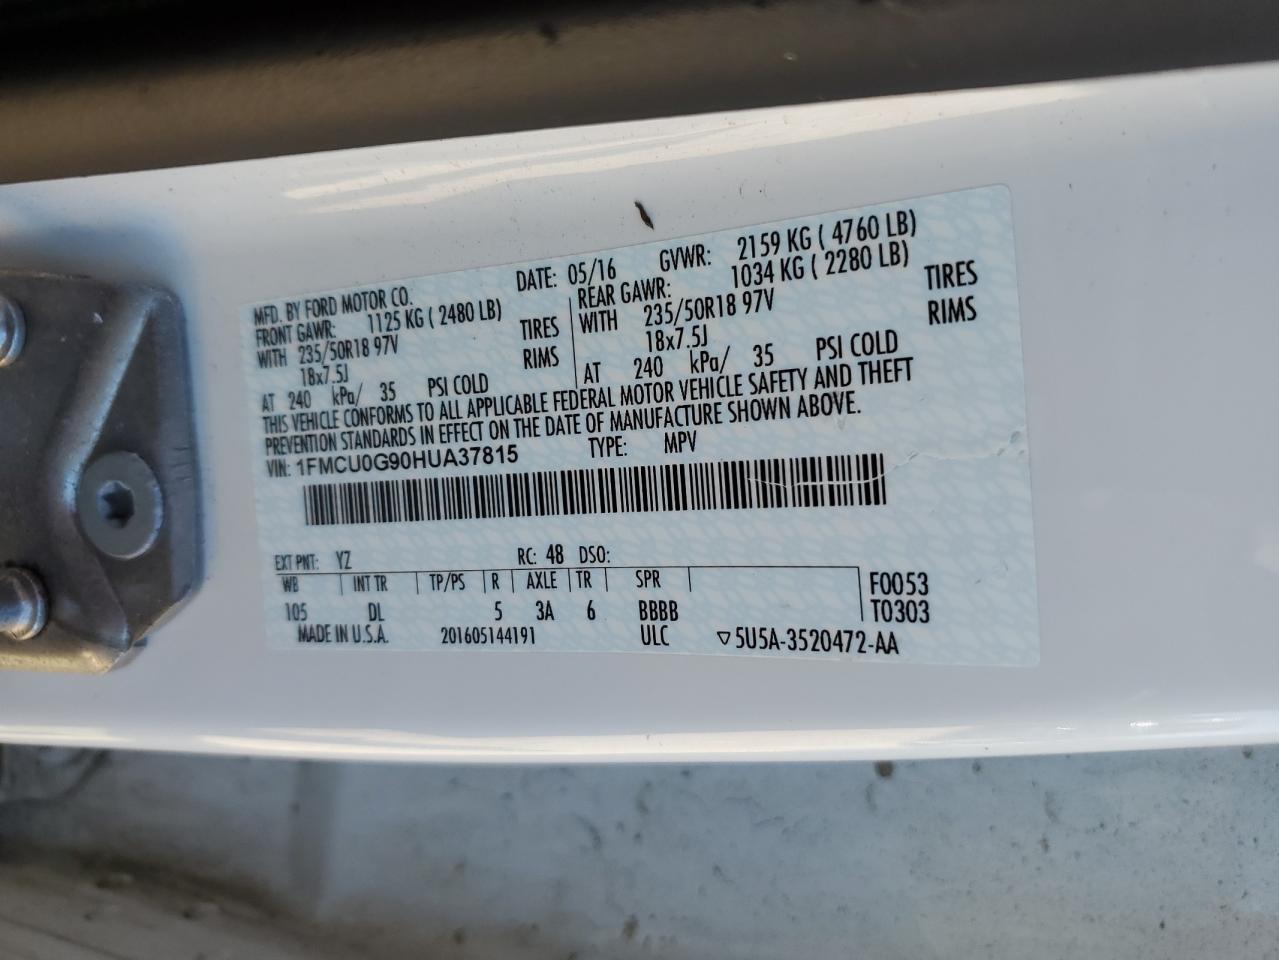 MFD. BY FORD MOTOR CO. DATE: 05/16 GVWR: 2159 KG ( 4760 LB)
FRONT GAWR: 1125 KG ( 2480 LB) REAR GAWR: 1034 KG ( 2280 LB)
WITH 235/50R18 97V TIRES WITH 235/50R18 97V TIRES
18x7.5J RIMS 18x7.5J RIMS
AT 240 kPa/ 35 PSI COLD AT 240 kPa/ 35 PSI COLD
THIS VEHICLE CONFORMS TO ALL APPLICABLE FEDERAL MOTOR VEHICLE SAFETY AND THEFT
PREVENTION STANDARDS IN EFFECT ON THE DATE OF MANUFACTURE SHOWN ABOVE.
VIN: 1FMCU0G90HUA37815 TYPE: MPV
EXT PNT: YZ RC: 48 DSO:
WB INT TR TP/PS R AXLE TR SPR F0053
105 DL 5 3A 6 BBBB T0303
MADE IN U.S.A. 201605144191 ULC ▽5U5A-3520472-AA